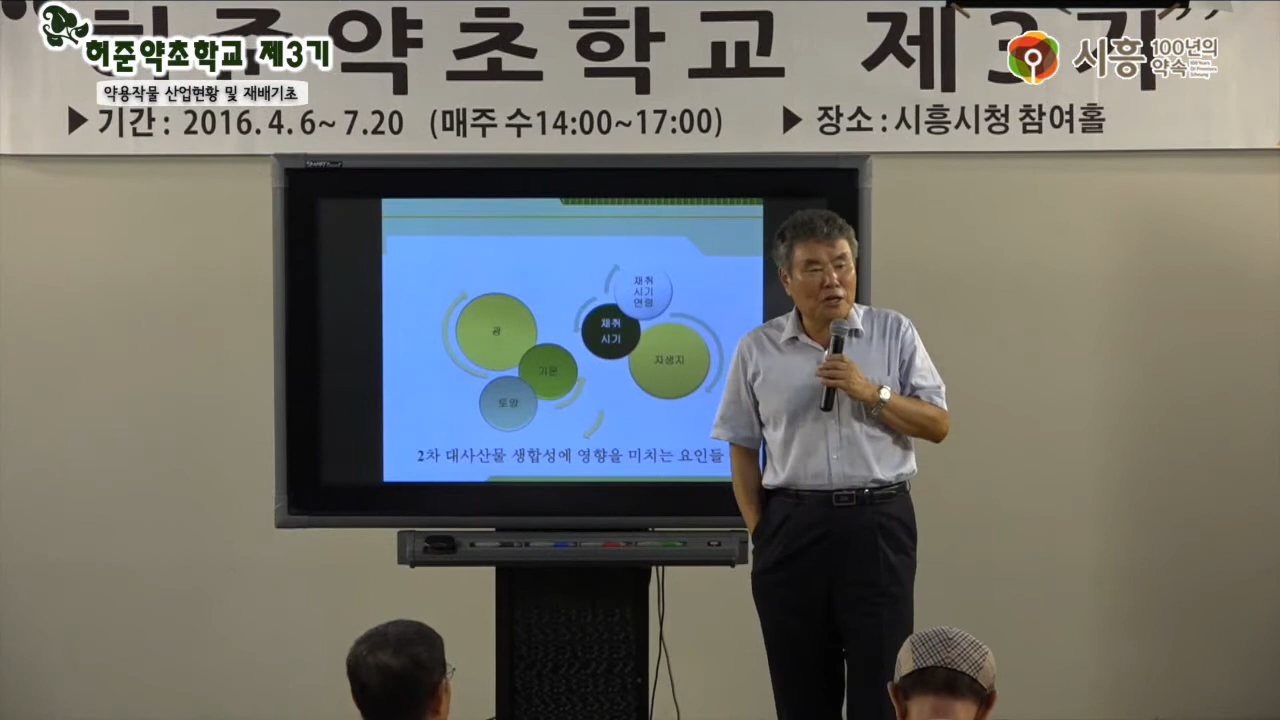 허준약초학교 제3기
약용작물 산업현황 및 재배기초
허준약초학교 제3기”
▶ 기간 : 2016. 4. 6~ 7.20 (매주 수14:00~17:00) ▶ 장소 : 시흥시청 참여홀
시흥 100년의 약속
채취
시기
연령
광
채취
시기
자생지
기온
토양
2차 대사산물 생합성에 영향을 미치는 요인들